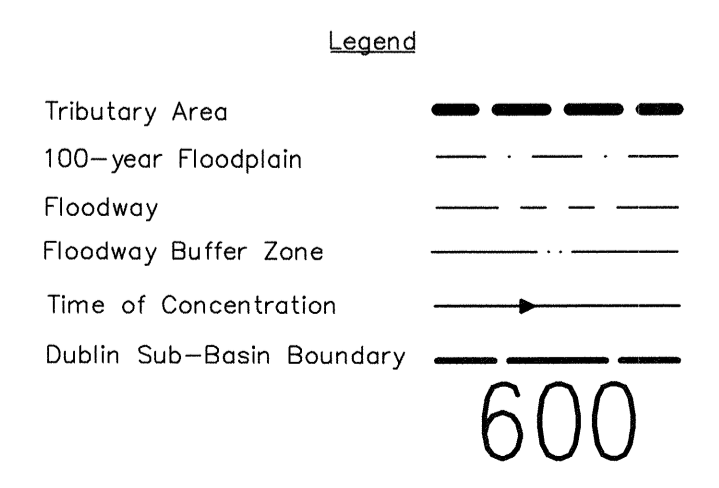 Legend
Tributary Area
100-year Floodplain
Floodway
Floodway Buffer Zone
Time of Concentration
Dublin Sub-Basin Boundary
600